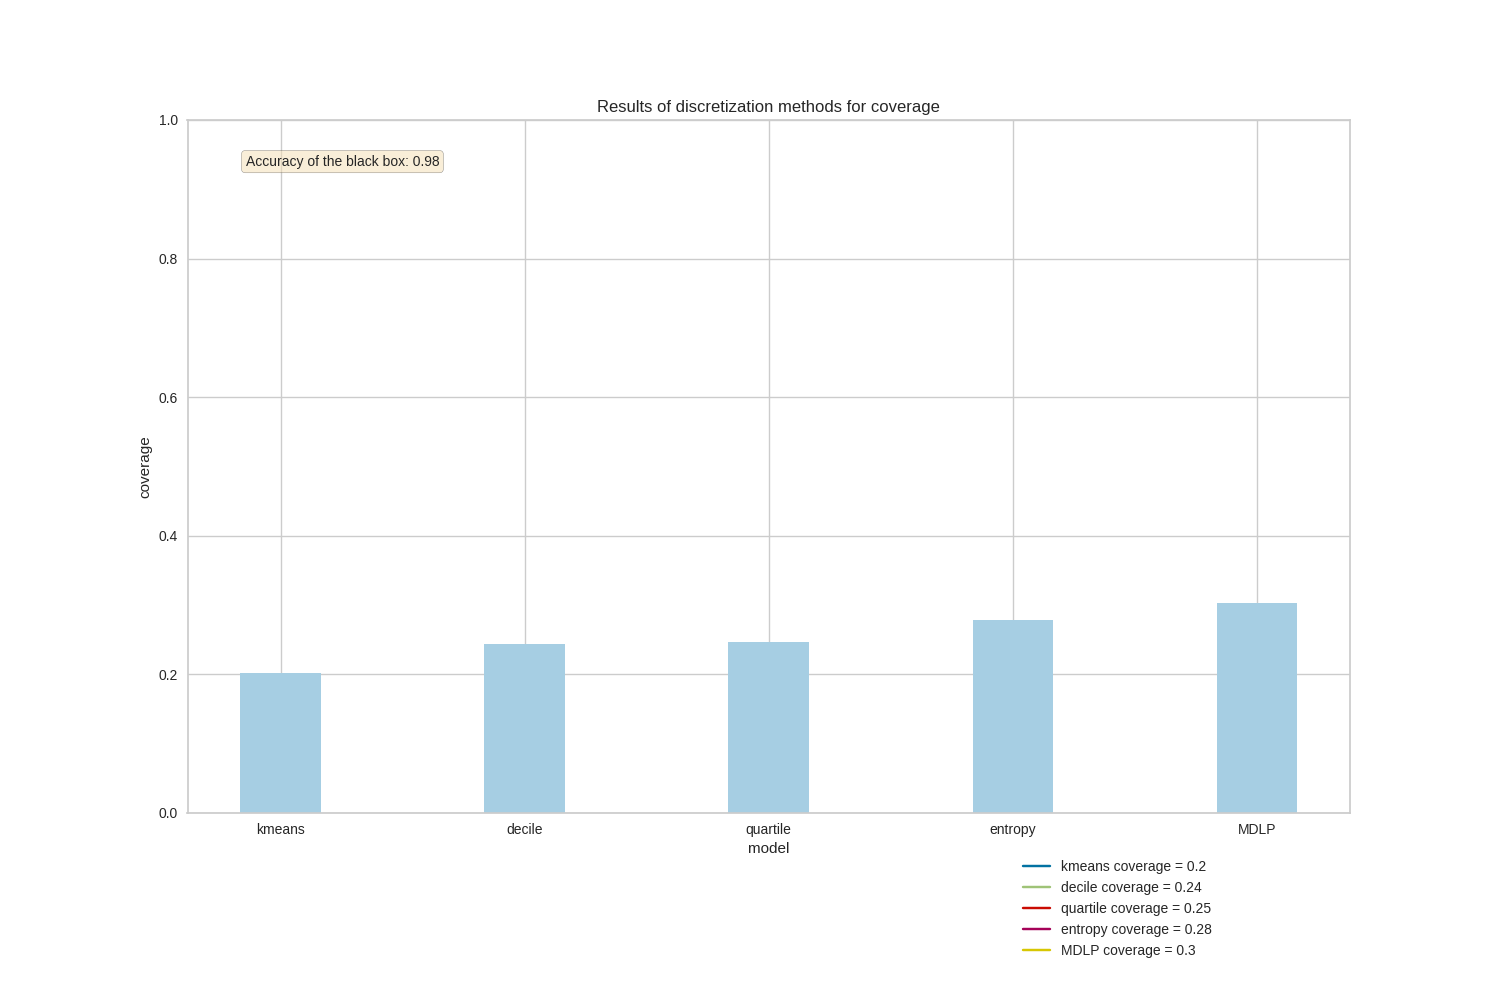 Results of discretization methods for coverage
1.0
Accuracy of the black box: 0.98
0.8
0.6
coverage
0.4
0.2
0.0
kmeans decile quartile entropy MDLP
model
kmeans coverage = 0.2
decile coverage = 0.24
quartile coverage = 0.25
entropy coverage = 0.28
MDLP coverage = 0.3